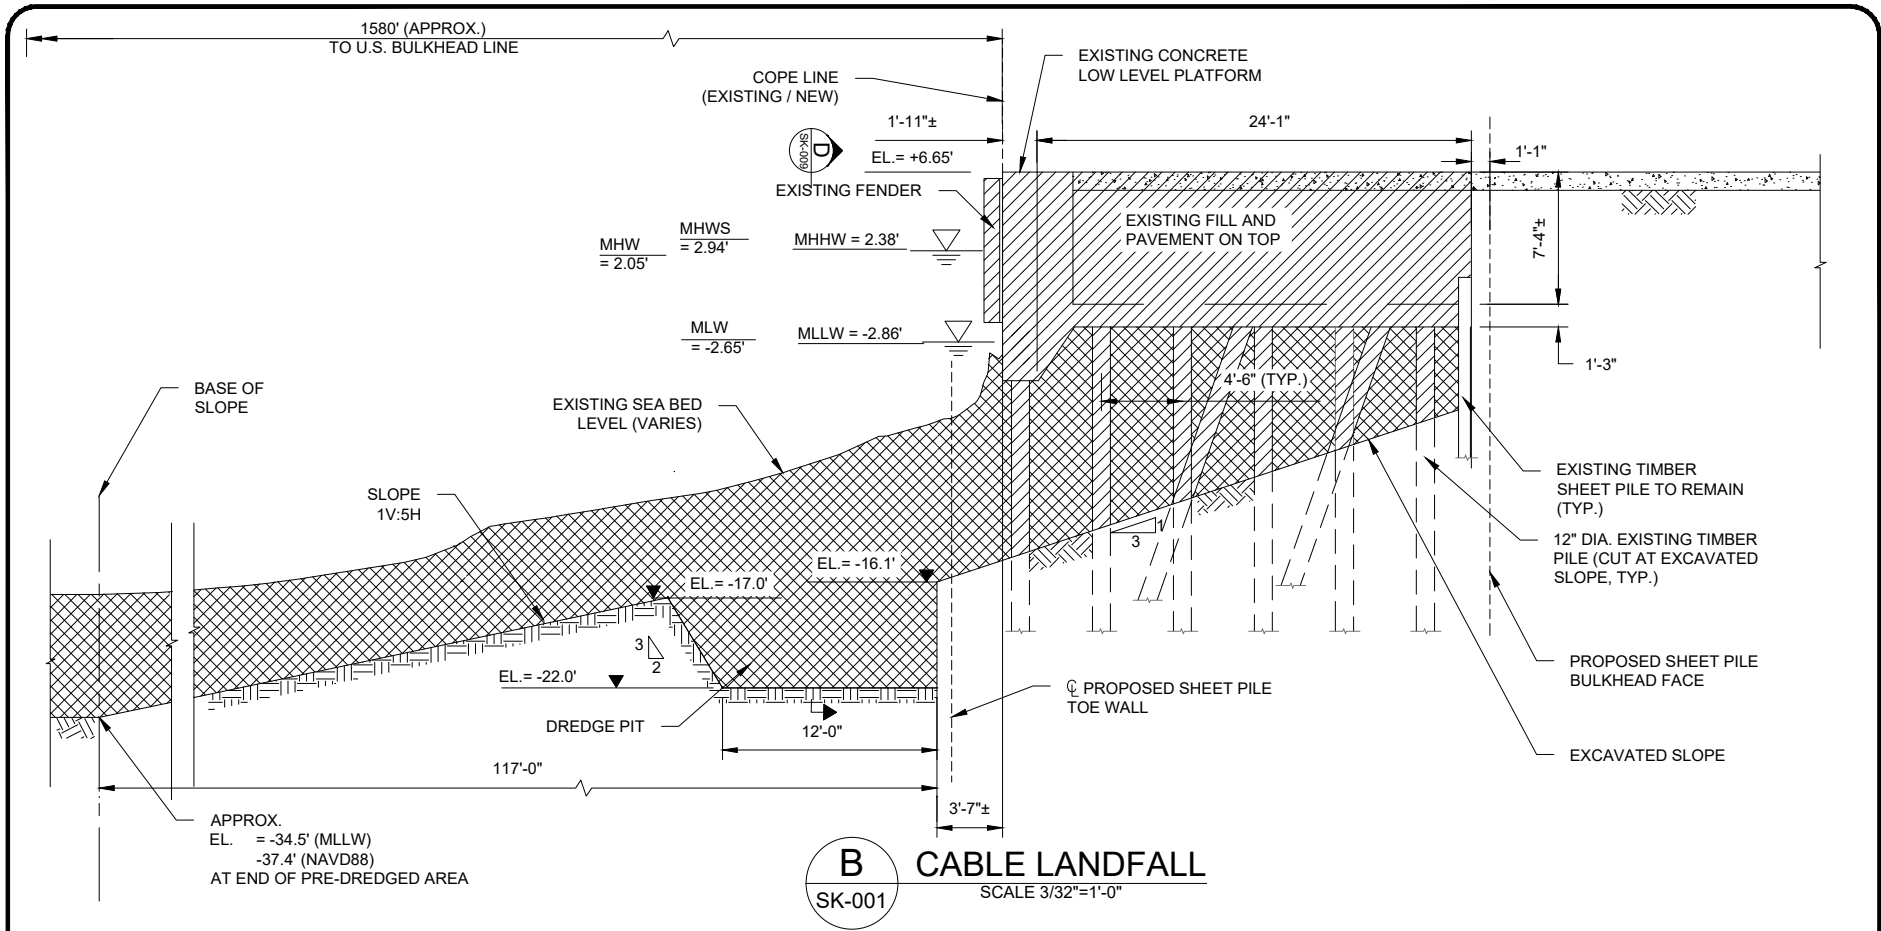 1580' (APPROX.)
TO U.S. BULKHEAD LINE
COPE LINE
(EXISTING / NEW)
EXISTING CONCRETE
LOW LEVEL PLATFORM
1'-11"±
24'-1"
1'-1"
D
SK-009
EL.= +6.65'
EXISTING FENDER
EXISTING FILL AND
PAVEMENT ON TOP
MHW
= 2.05'
MHWS
= 2.94'
MHHW = 2.38'
7'-4"±
MLW
= -2.65'
MLLW = -2.86'
1'-3"
BASE OF
SLOPE
EXISTING SEA BED
LEVEL (VARIES)
4'-6" (TYP.)
SLOPE
1V:5H
EXISTING TIMBER
SHEET PILE TO REMAIN
(TYP.)
12" DIA. EXISTING TIMBER
PILE (CUT AT EXCAVATED
SLOPE, TYP.)
1
3
EL.= -16.1'
EL.= -17.0'
3
2
EL.= -22.0'
PROPOSED SHEET PILE
BULKHEAD FACE
℄ PROPOSED SHEET PILE
TOE WALL
DREDGE PIT
12'-0"
EXCAVATED SLOPE
117'-0"
3'-7"±
APPROX.
EL. = -34.5' (MLLW)
-37.4' (NAVD88)
AT END OF PRE-DREDGED AREA
B
SK-001
CABLE LANDFALL
SCALE 3/32"=1'-0"